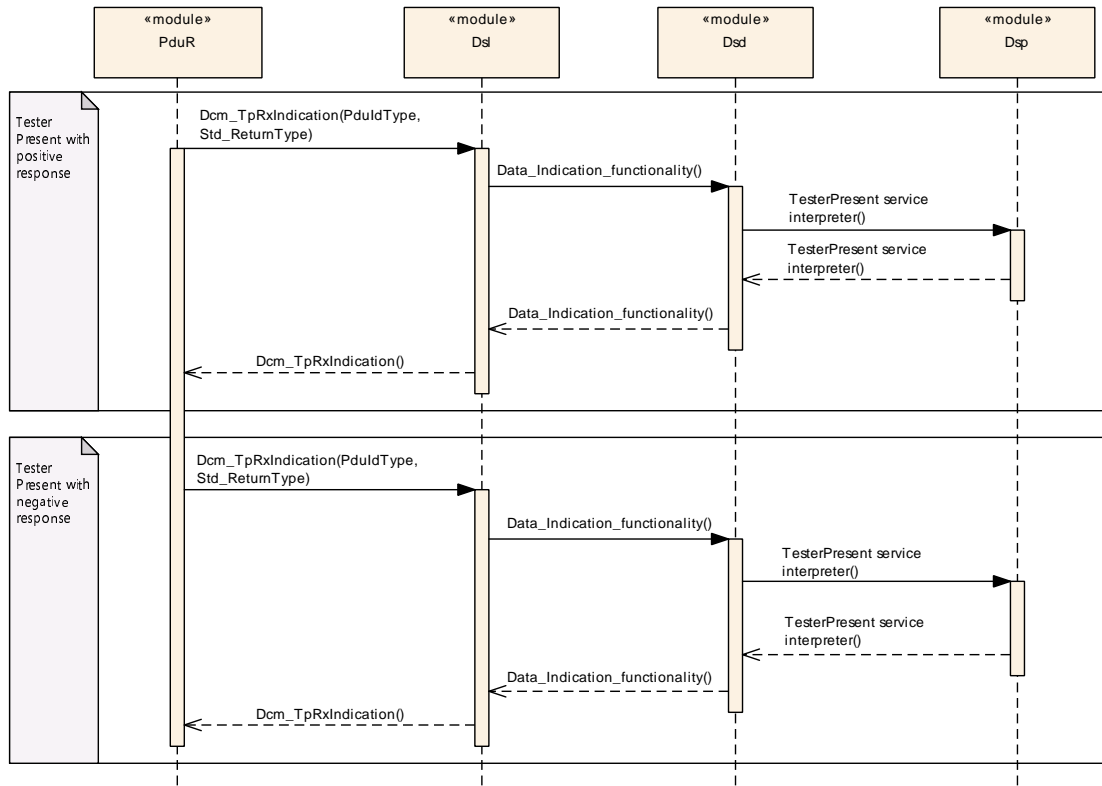 «module»
PduR
«module»
Dsl
«module»
Dsd
«module»
Dsp
Tester
Present with
positive
response
Dcm_TpRxIndication(PduIdType,
Std_ReturnType)
Data_Indication_functionality()
TesterPresent service
interpreter()
TesterPresent service
interpreter()
Data_Indication_functionality()
Dcm_TpRxIndication()
Tester
Present with
negative
response
Dcm_TpRxIndication(PduIdType,
Std_ReturnType)
Data_Indication_functionality()
TesterPresent service
interpreter()
TesterPresent service
interpreter()
Data_Indication_functionality()
Dcm_TpRxIndication()